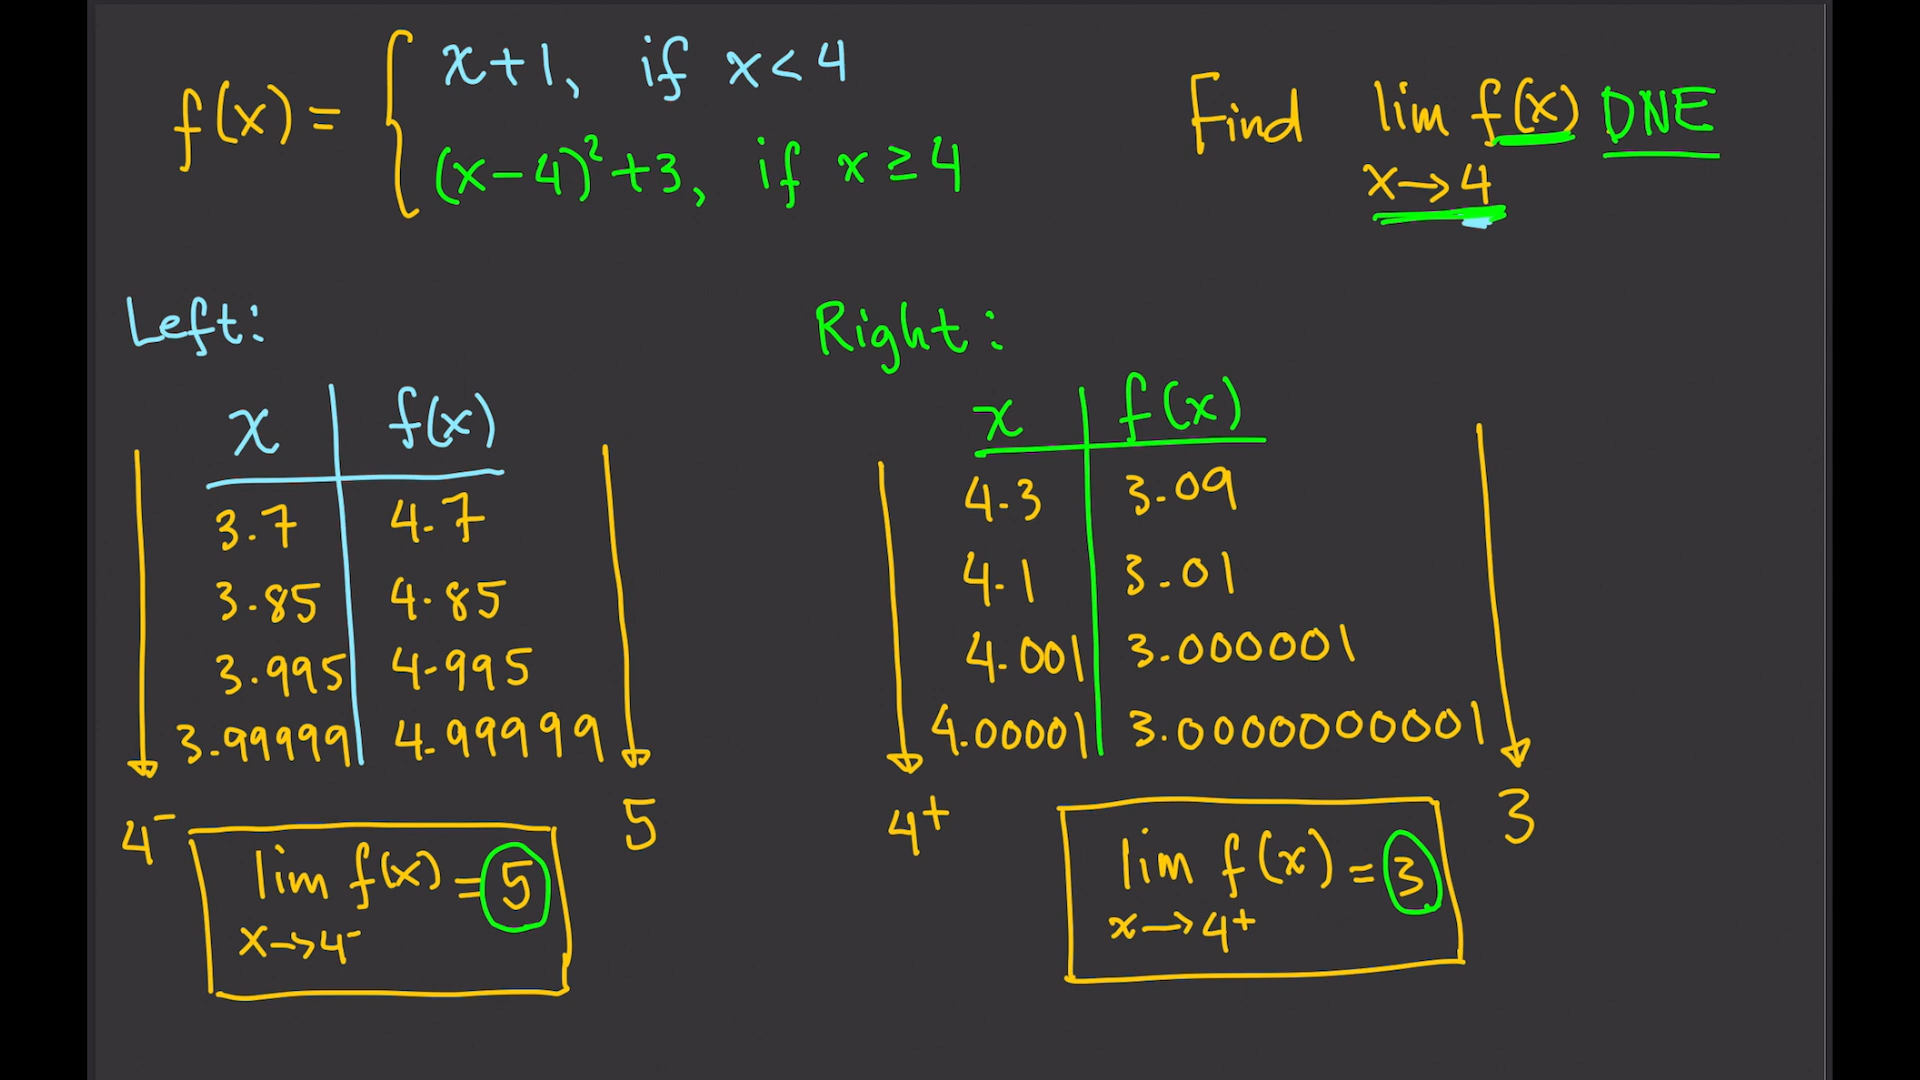 f(x) = { x+1, if x<4
(x-4)²+3, if x≥4
Find lim f(x) DNE
x→4
Left:
x f(x)
3.7 4.7
3.85 4.85
3.995 4.995
3.99999 4.99999
4⁻ 5
lim f(x) = 5
x→4⁻
Right:
x f(x)
4.3 3.09
4.1 3.01
4.001 3.000001
4.00001 3.0000000001
4⁺ 3
lim f(x) = 3
x→4⁺